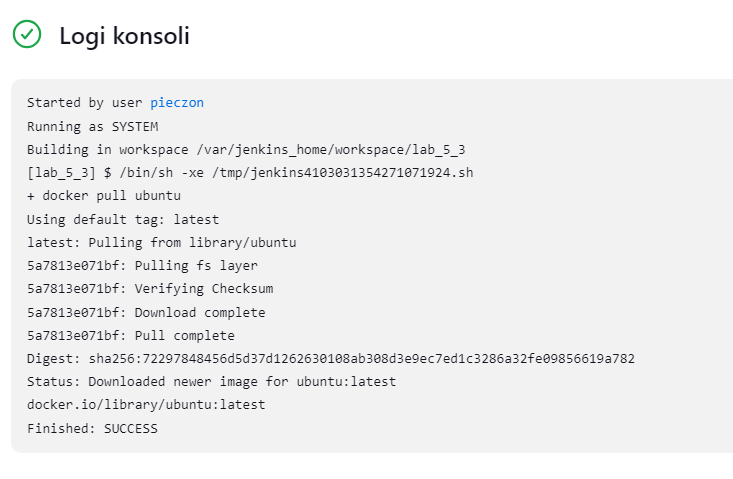 Logi konsoli
Started by user pieczon
Running as SYSTEM
Building in workspace /var/jenkins_home/workspace/lab_5_3
[lab_5_3] $ /bin/sh -xe /tmp/jenkins4103031354271071924.sh
+ docker pull ubuntu
Using default tag: latest
latest: Pulling from library/ubuntu
5a7813e071bf: Pulling fs layer
5a7813e071bf: Verifying Checksum
5a7813e071bf: Download complete
5a7813e071bf: Pull complete
Digest: sha256:72297848456d5d37d1262630108ab308d3e9ec7ed1c3286a32fe09856619a782
Status: Downloaded newer image for ubuntu:latest
docker.io/library/ubuntu:latest
Finished: SUCCESS